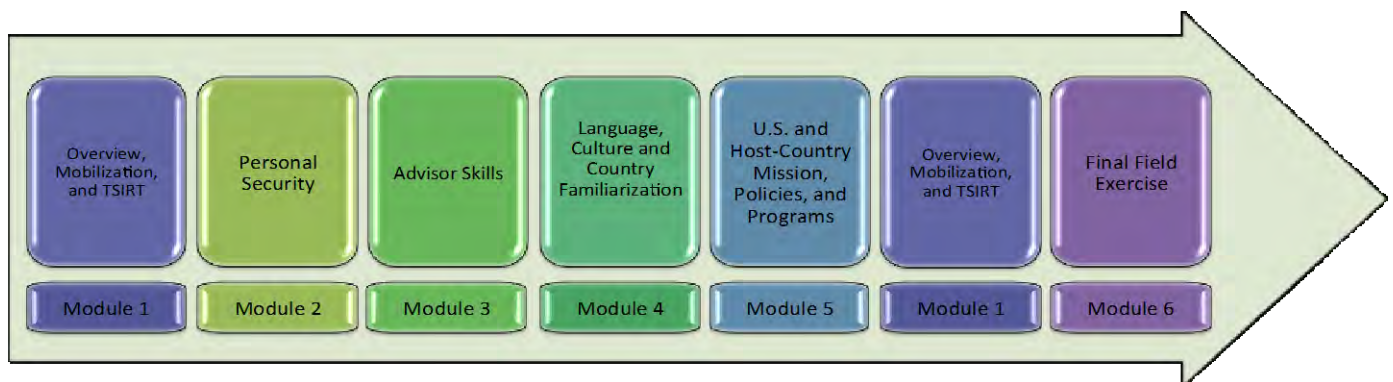 Overview,
Mobilization,
and TSIRT
Personal
Security
Advisor Skills
Language,
Culture and
Country
Familiarization
U.S. and
Host-Country
Mission,
Policies, and
Programs
Overview,
Mobilization,
and TSIRT
Final Field
Exercise
Module 1
Module 2
Module 3
Module 4
Module 5
Module 1
Module 6